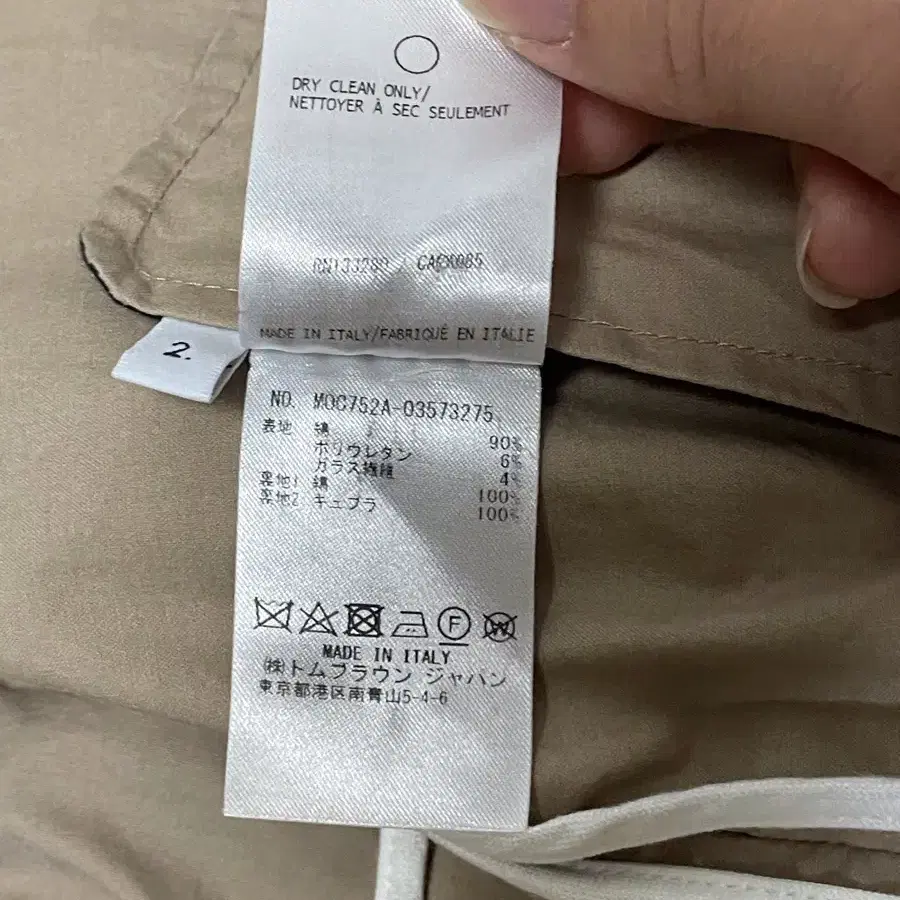 DRY CLEAN ONLY/
NETTOYER À SEC SEULEMENT
RN133280 CA
MADE IN ITALY/FABRIQUÉ EN ITALIE
2.
NO. MOC752A-03573275
表地 綿 90%
ポリウレタン 6%
ガラス繊維 4%
裏地1 綿 100%
裏地2 キュプラ 100%
F
W
MADE IN ITALY
㈱トムブラウン ジャパン
東京都港区南青山5-4-6